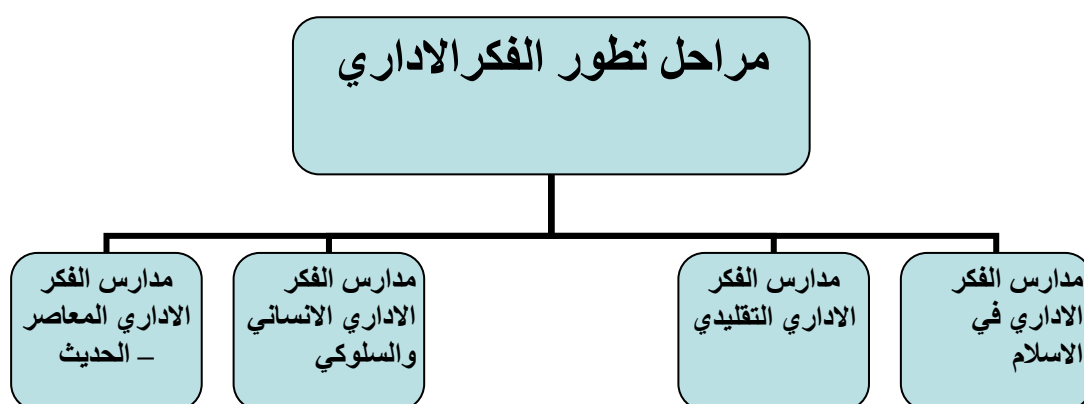 مراحل تطور الفكرالاداري
مدارس الفكر
الاداري في
الاسلام
مدارس الفكر
الاداري التقليدي
مدارس الفكر
الاداري الانساني
والسلوكي
مدارس الفكر
الاداري المعاصر
– الحديث